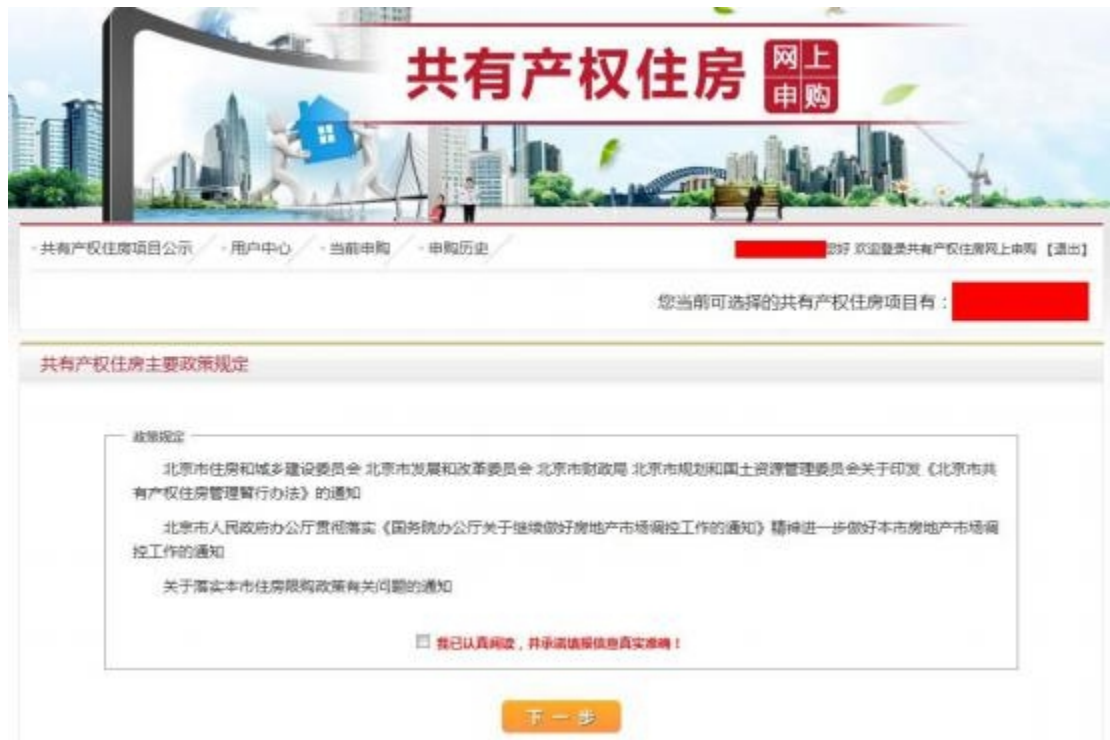 共有产权住房 网上申购
- 共有产权住房项目公示 - 用户中心 - 当前申购 - 申购历史 您好 欢迎登录共有产权住房网上申购 【退出】
您当前可选择的共有产权住房项目有：
共有产权住房主要政策规定
政策规定
北京市住房和城乡建设委员会 北京市发展和改革委员会 北京市财政局 北京市规划和国土资源管理委员会关于印发《北京市共
有产权住房管理暂行办法》的通知
北京市人民政府办公厅贯彻落实《国务院办公厅关于继续做好房地产市场调控工作的通知》精神进一步做好本市房地产市场调
控工作的通知
关于落实本市住房限购政策有关问题的通知
我已认真阅读，并承诺填报信息真实准确！
下一步